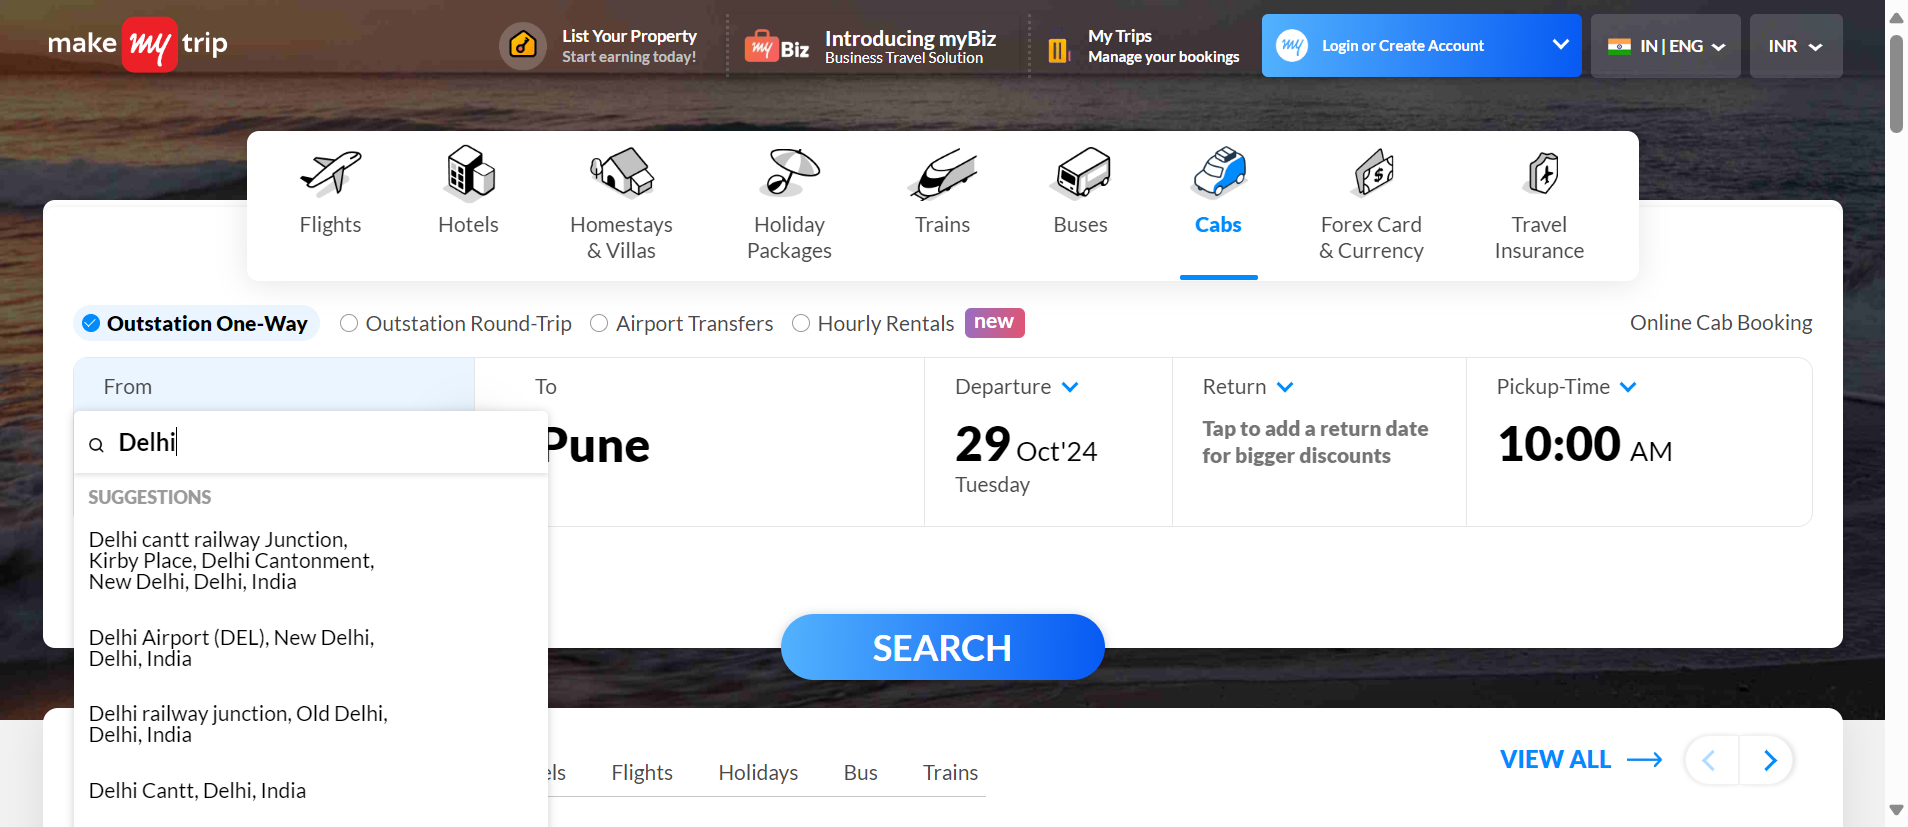 make my trip
List Your Property
Start earning today!
my Biz
Introducing myBiz
Business Travel Solution
My Trips
Manage your bookings
my
Login or Create Account
IN | ENG
INR
Flights
Hotels
Homestays
& Villas
Holiday
Packages
Trains
Buses
Cabs
$
Forex Card
& Currency
Travel
Insurance
Outstation One-Way
Outstation Round-Trip
Airport Transfers
Hourly Rentals
new
Online Cab Booking
From
To
Departure
Return
Pickup-Time
Delhi
Pune
29 Oct'24
Tuesday
Tap to add a return date
for bigger discounts
10:00 AM
SUGGESTIONS
Delhi cantt railway Junction,
Kirby Place, Delhi Cantonment,
New Delhi, Delhi, India
Delhi Airport (DEL), New Delhi,
Delhi, India
Delhi railway junction, Old Delhi,
Delhi, India
Delhi Cantt, Delhi, India
SEARCH
Flights
Holidays
Bus
Trains
VIEW ALL